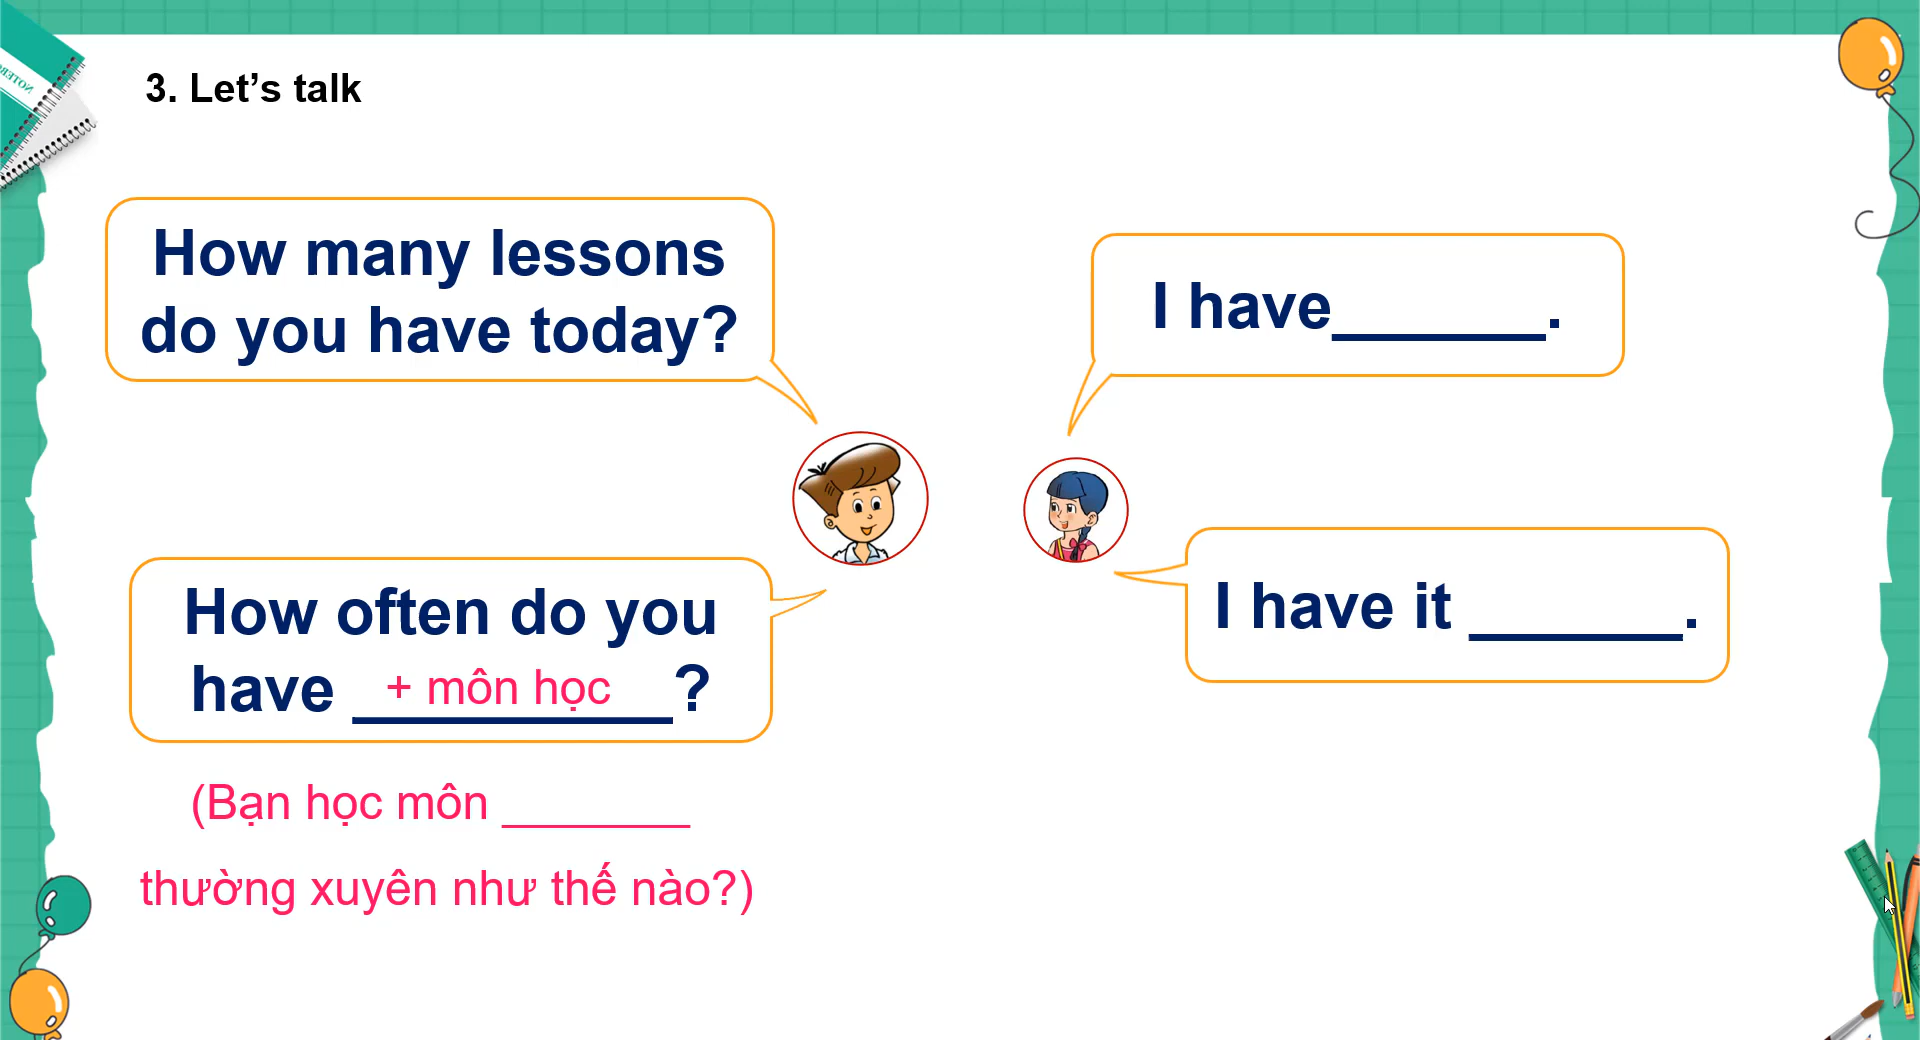 3. Let’s talk
How many lessons
do you have today?
I have______.
How often do you
have + môn học?
I have it ______.
(Bạn học môn _______
thường xuyên như thế nào?)